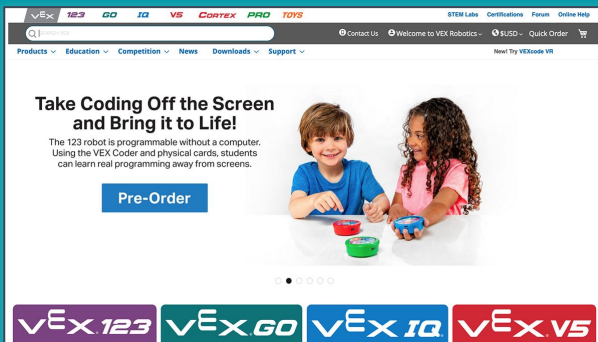 VEX 123 GO IQ V5 CORTEX PRO TOYS STEM Labs Certifications Forum Online Help
Contact Us Welcome to VEX Robotics $USD Quick Order
Products Education Competition News Downloads Support New! Try VEXcode VR
Take Coding Off the Screen
and Bring it to Life!
The 123 robot is programmable without a computer.
Using the VEX Coder and physical cards, students
can learn real programming away from screens.
Pre-Order
VEX 123 VEX GO VEX IQ VEX V5